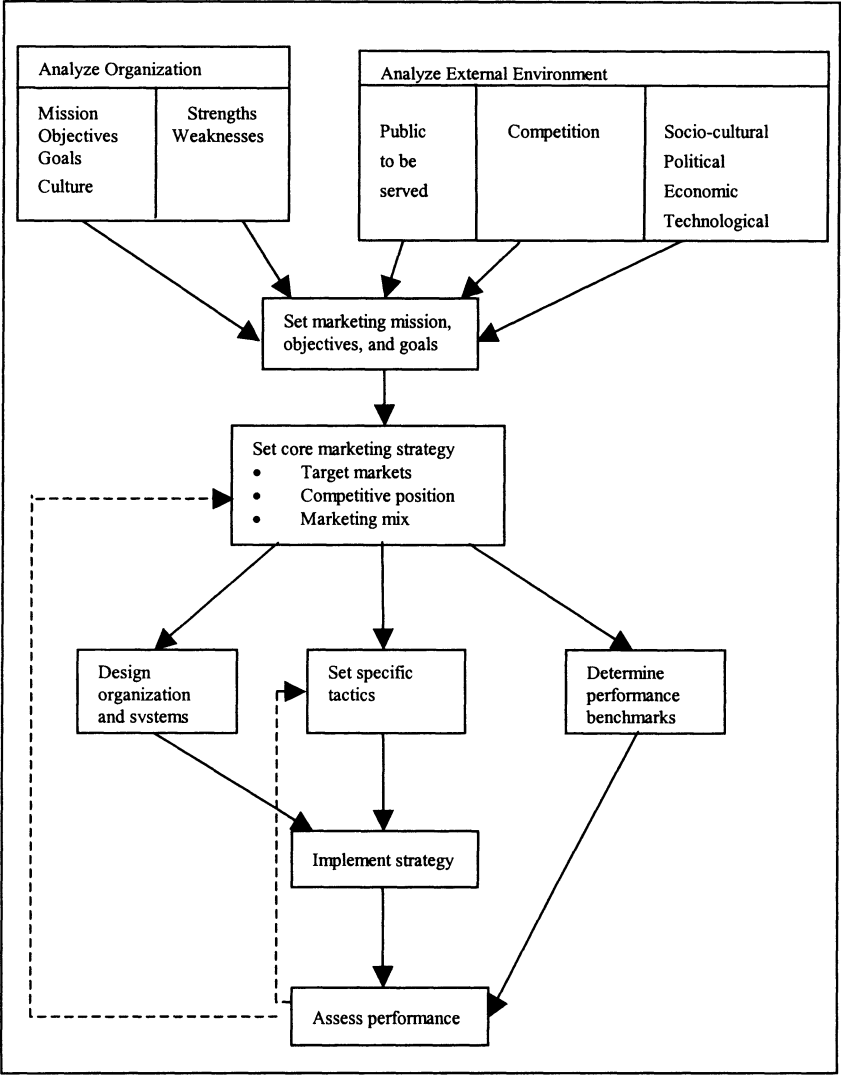 Analyze Organization
Mission
Objectives
Goals
Culture
Strengths
Weaknesses
Analyze External Environment
Public
to be
served
Competition
Socio-cultural
Political
Economic
Technological
Set marketing mission,
objectives, and goals
Set core marketing strategy
• Target markets
• Competitive position
• Marketing mix
Design
organization
and systems
Set specific
tactics
Determine
performance
benchmarks
Implement strategy
Assess performance